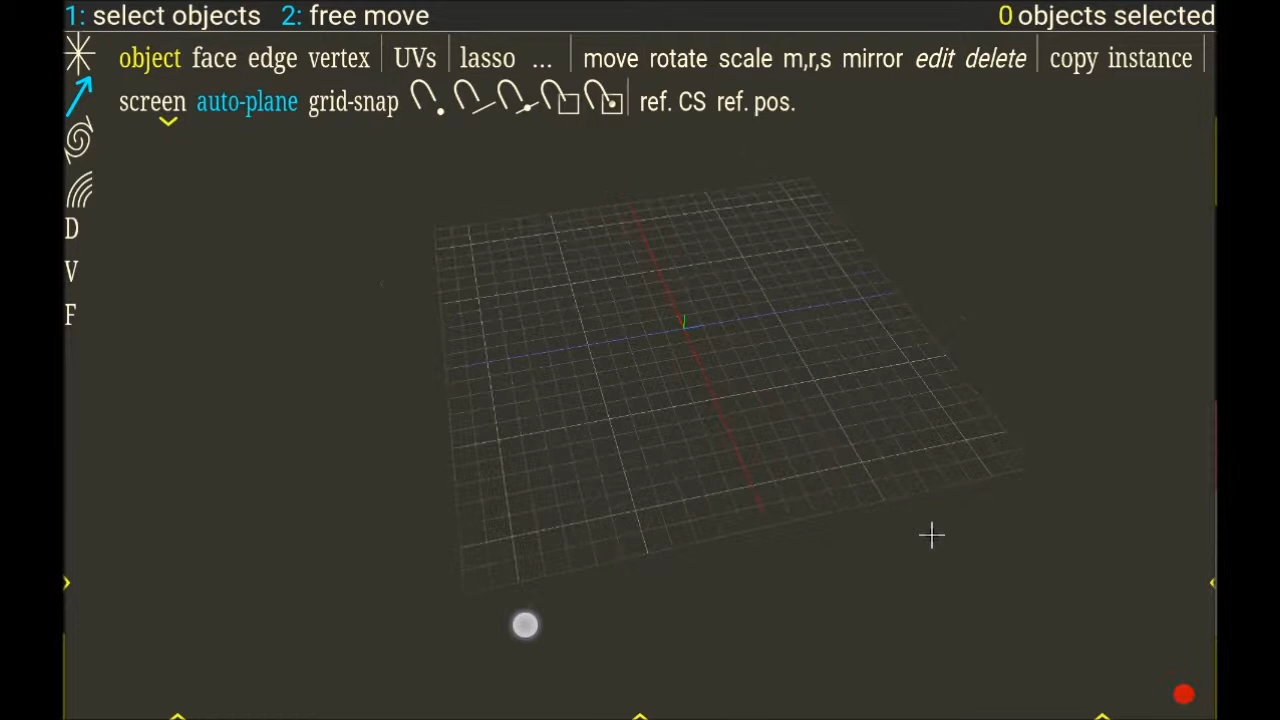 1: select objects 2: free move 0 objects selected
object face edge vertex UVs lasso ... move rotate scale m,r,s mirror edit delete copy instance
screen auto-plane grid-snap ref. CS ref. pos.
D
V
F